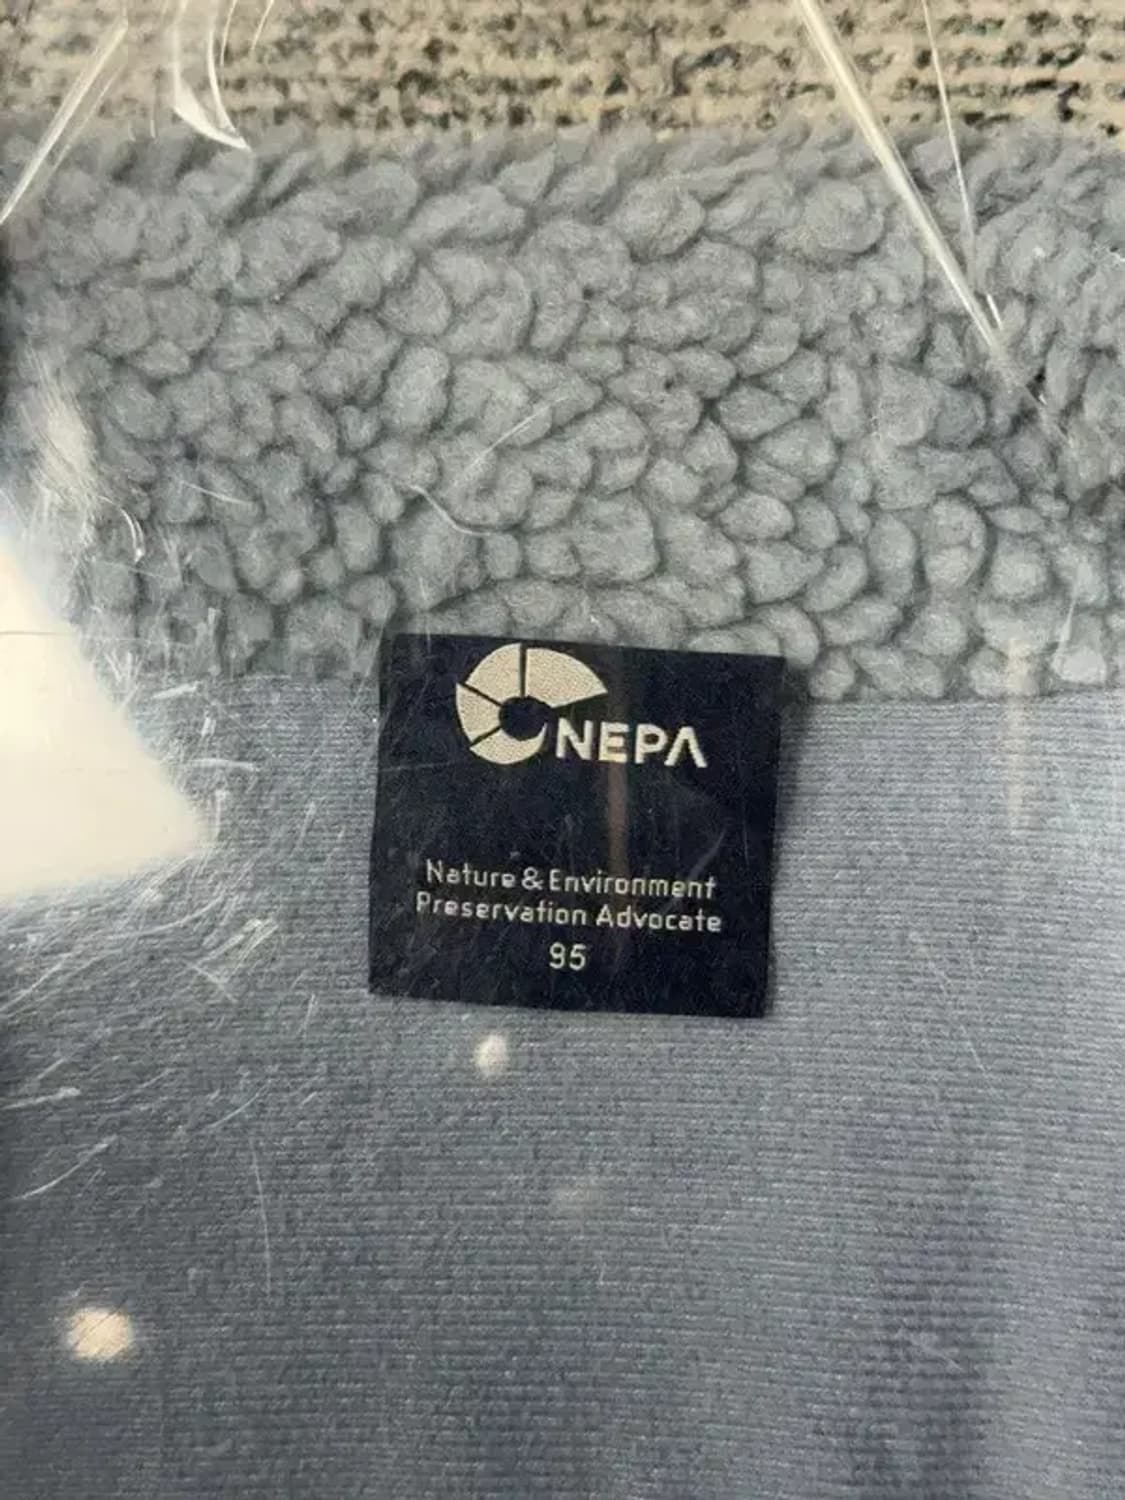 NEPA
Nature & Environment
Preservation Advocate
95